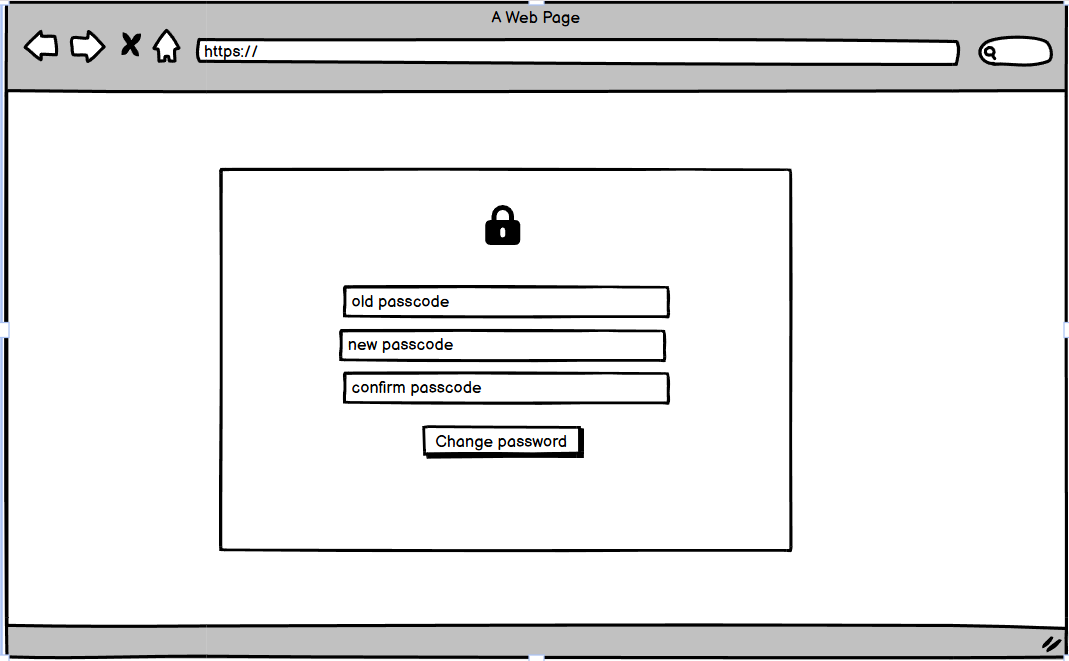 A Web Page
https://
old passcode
new passcode
confirm passcode
Change password